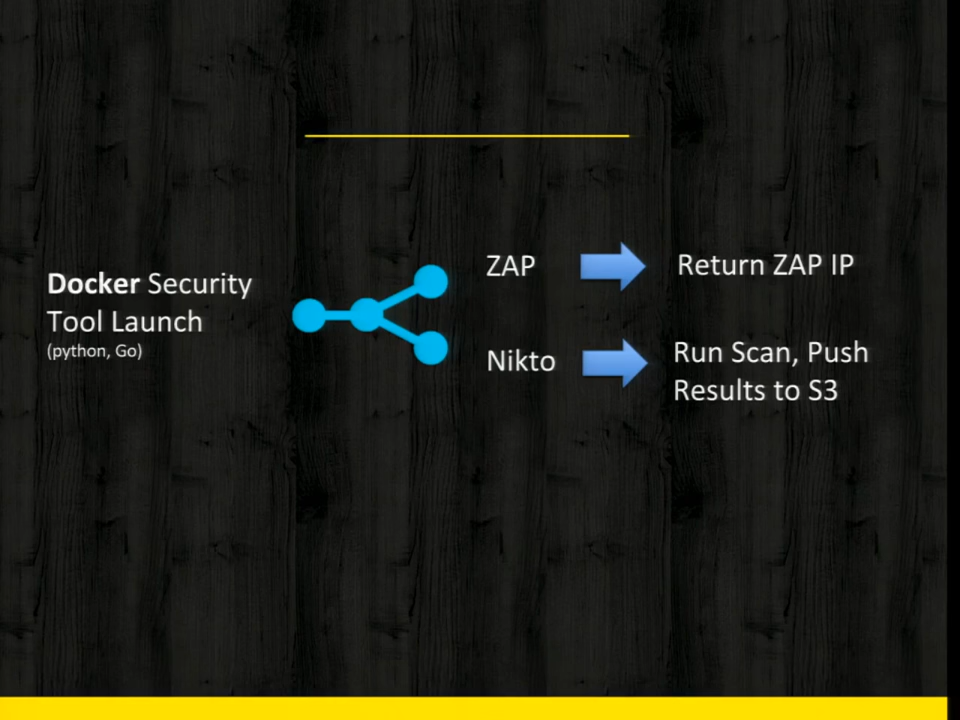 Docker Security
Tool Launch
(python, Go)
ZAP
Return ZAP IP
Nikto
Run Scan, Push
Results to S3